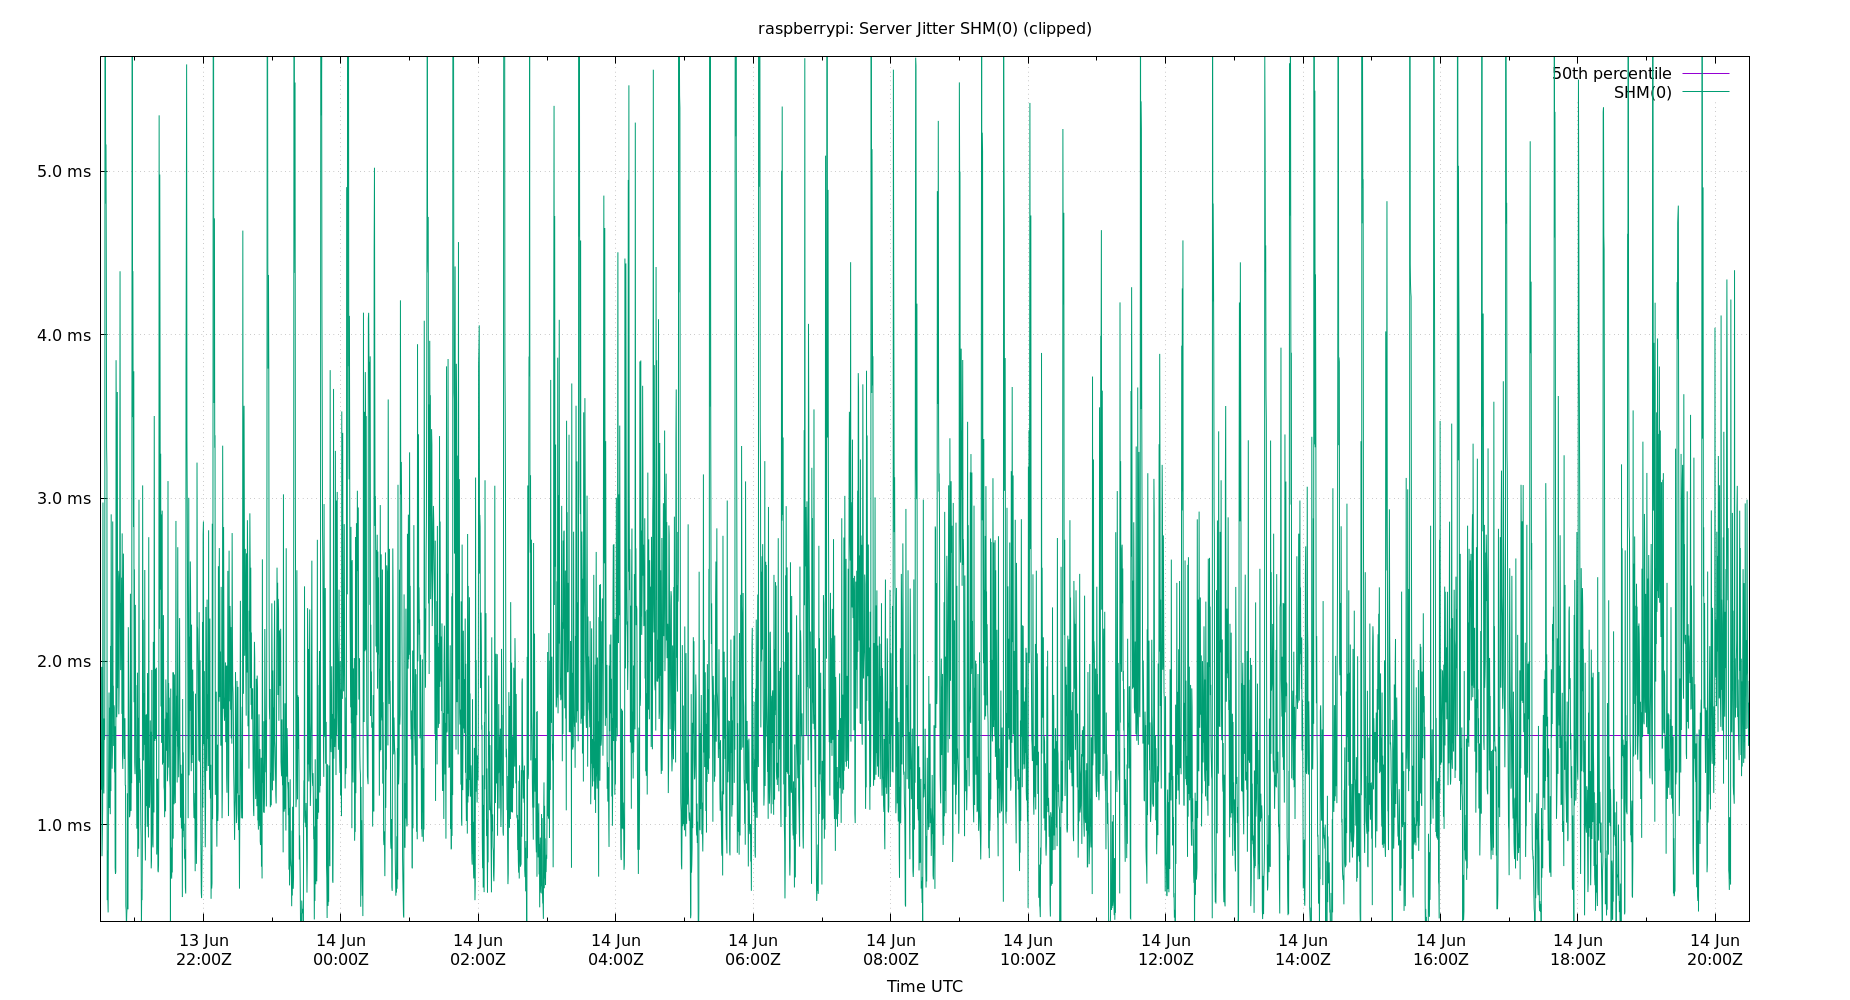 raspberrypi: Server Jitter SHM(0) (clipped)
50th percentile
SHM(0)
5.0 ms
4.0 ms
3.0 ms
2.0 ms
1.0 ms
13 Jun 14 Jun 14 Jun 14 Jun 14 Jun 14 Jun 14 Jun 14 Jun 14 Jun 14 Jun 14 Jun 14 Jun
22:00Z 00:00Z 02:00Z 04:00Z 06:00Z 08:00Z 10:00Z 12:00Z 14:00Z 16:00Z 18:00Z 20:00Z
Time UTC